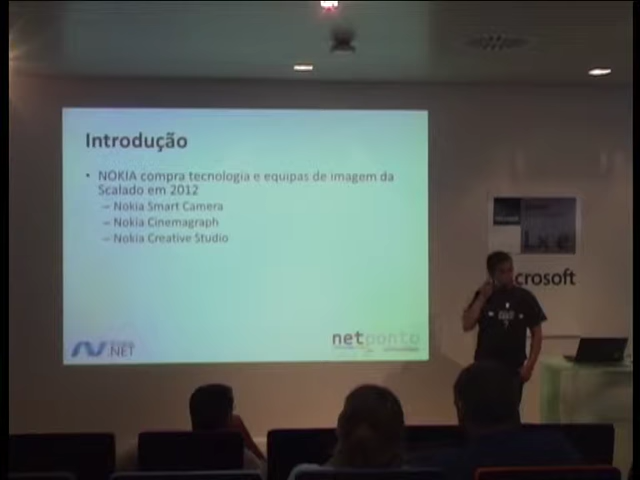 Introdução
• NOKIA compra tecnologia e equipas de imagem da
Scalado em 2012
– Nokia Smart Camera
– Nokia Cinemagraph
– Nokia Creative Studio
.NET
netponto
crosoft